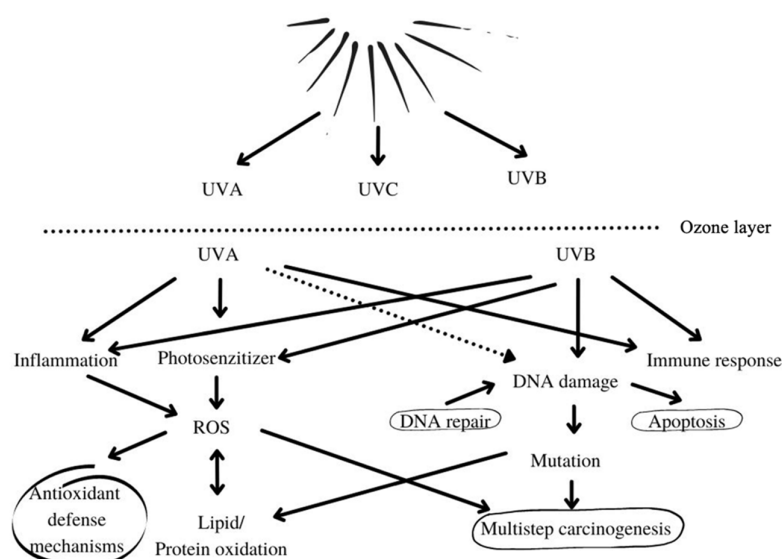 UVA
UVC
UVB
Ozone layer
UVA
UVB
Inflammation
Photosenzitizer
Immune response
DNA damage
DNA repair
Apoptosis
ROS
Mutation
Antioxidant
defense
mechanisms
Lipid/
Protein oxidation
Multistep carcinogenesis